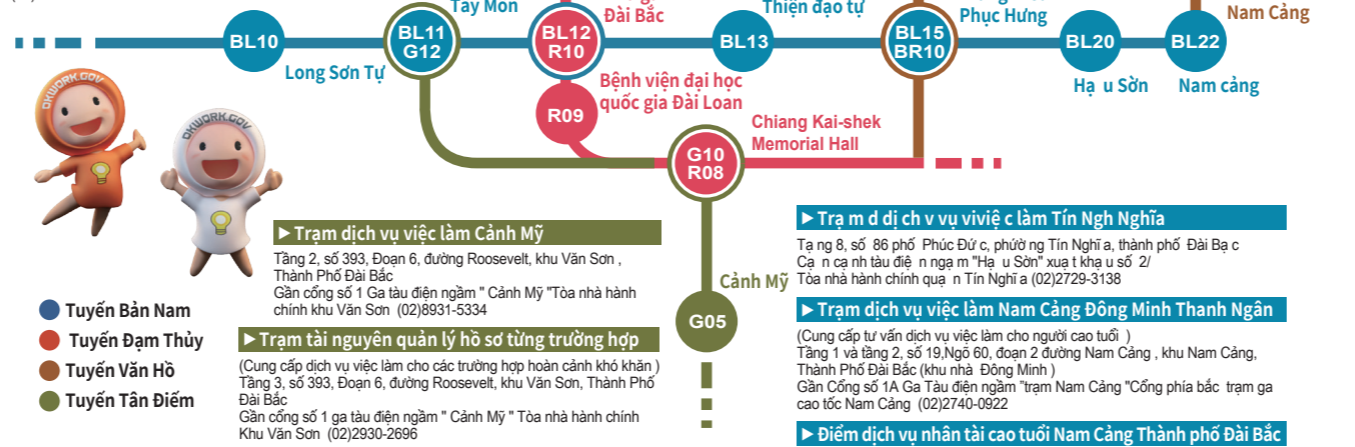 Tây Môn
Đài Bắc
Thiện đạo tự
Phục Hưng
Nam Cảng
BL10
BL11
G12
BL12
R10
BL13
BL15
BR10
BL20
BL22
Long Sơn Tự
Bệnh viện đại học
quốc gia Đài Loan
Hạ u Sờn
Nam cảng
R09
Chiang Kai-shek
Memorial Hall
G10
R08
OKWORK.GOV
OKWORK.GOV
▶ Trạm dịch vụ việc làm Cảnh Mỹ
Tầng 2, số 393, Đoạn 6, đường Roosevelt, khu Văn Sơn ,
Thành Phố Đài Bắc
Gần cổng số 1 Ga tàu điện ngầm " Cảnh Mỹ "Tòa nhà hành
chính khu Văn Sơn (02)8931-5334
Cảnh Mỹ
G05
▶ Trạ m d dị ch v vụ viviệ c làm Tín Ngh Nghĩa
Tạ ng 8, số 86 phố Phúc Đứ c, phườ ng Tín Nghĩ a, thành phố Đài Bạ c
Cạ n cạ nh tàu điệ n ngạ m "Hạ u Sờn" xuạ t khạ u số 2/
Tòa nhà hành chính quạ n Tín Nghĩ a (02)2729-3138
Tuyến Bản Nam
Tuyến Đạm Thủy
Tuyến Văn Hồ
Tuyến Tân Điếm
▶ Trạm tài nguyên quản lý hồ sơ từng trường hợp
(Cung cấp dịch vụ việc làm cho các trường hợp hoàn cảnh khó khăn )
Tầng 3, số 393, Đoạn 6, đường Roosevelt, khu Văn Sơn, Thành Phố
Đài Bắc
Gần cổng số 1 ga tàu điện ngầm " Cảnh Mỹ " Tòa nhà hành chính
Khu Văn Sơn (02)2930-2696
▶ Trạm dịch vụ việc làm Nam Cảng Đông Minh Thanh Ngân
(Cung cấp tư vấn dịch vụ việc làm cho người cao tuổi )
Tầng 1 và tầng 2, số 19,Ngõ 60, đoạn 2 đường Nam Cảng , khu Nam Cảng,
Thành Phố Đài Bắc (khu nhà Đông Minh )
Gần Cổng số 1A Ga Tàu điện ngầm "trạm Nam Cảng "Cổng phía bắc trạm ga
cao tốc Nam Cảng (02)2740-0922
▶ Điểm dịch vụ nhân tài cao tuổi Nam Cảng Thành phố Đài Bắc